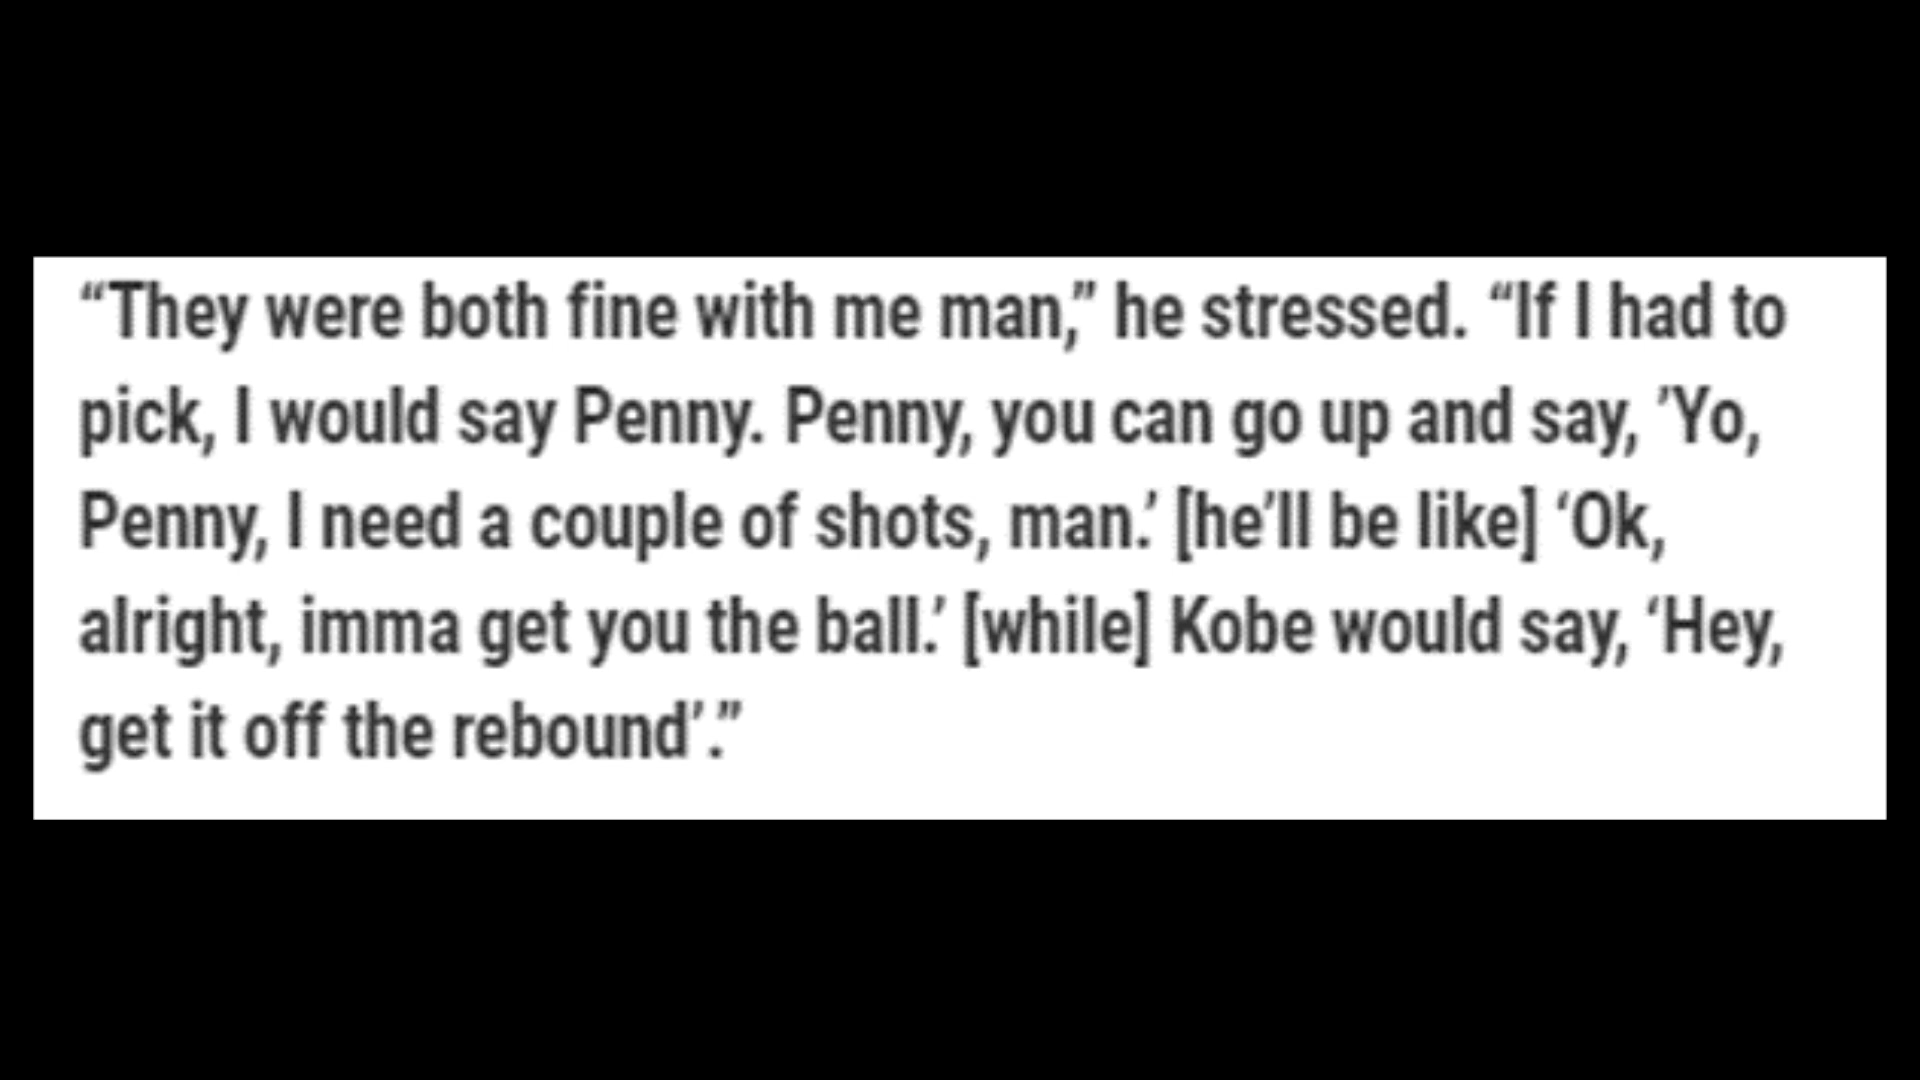 “They were both fine with me man,” he stressed. “If I had to
pick, I would say Penny. Penny, you can go up and say, ’Yo,
Penny, I need a couple of shots, man.’ [he’ll be like] ‘Ok,
alright, imma get you the ball.’ [while] Kobe would say, ‘Hey,
get it off the rebound’.”